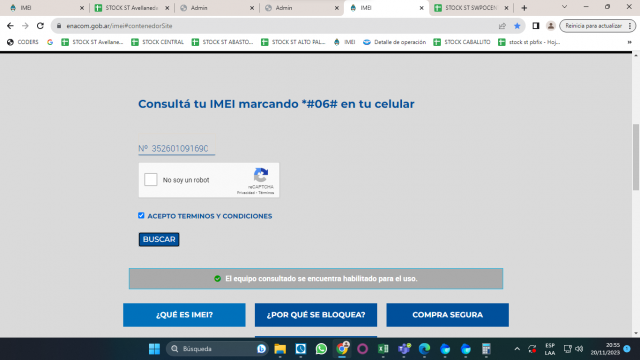 IMEI
STOCK ST Avellaned
Admin
Admin
IMEI
STOCK ST SWPOCEN
enacom.gob.ar/imei#contenedorSite
Reinicia para actualizar
CODERS
STOCK ST Avellane...
STOCK CENTRAL
STOCK ST ABASTO...
STOCK ST ALTO PAL...
IMEI
Detalle de operación
STOCK CABALLITO
stock st pbfix - Hoj...
Consultá tu IMEI marcando *#06# en tu celular
Nº 352601091690
No soy un robot
reCAPTCHA
Privacidad - Términos
ACEPTO TERMINOS Y CONDICIONES
BUSCAR
El equipo consultado se encuentra habilitado para el uso.
¿QUÉ ES IMEI?
¿POR QUÉ SE BLOQUEA?
COMPRA SEGURA
Búsqueda
ESP
LAA
20:55
20/11/2023